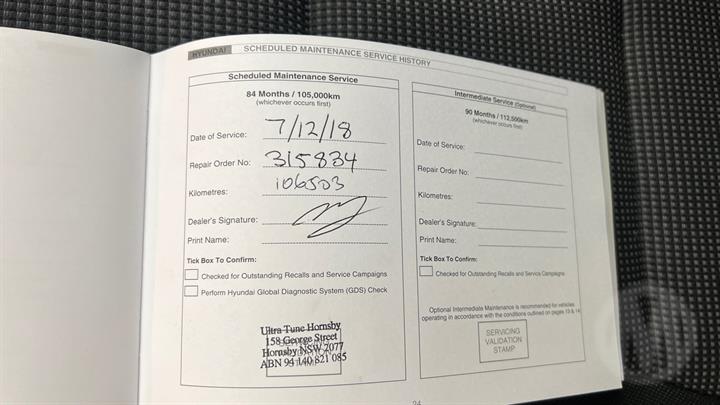 HYUNDAI SCHEDULED MAINTENANCE SERVICE HISTORY
Scheduled Maintenance Service
84 Months / 105,000km
(whichever occurs first)
Date of Service: 7/12/18
Repair Order No: 315834
Kilometres: 106503
Dealer's Signature:
Print Name:
Tick Box To Confirm:
Checked for Outstanding Recalls and Service Campaigns
Perform Hyundai Global Diagnostic System (GDS) Check
Ultra Tune Hornsby
158 George Street
Hornsby NSW 2077
ABN 94 140 821 085
Intermediate Service (Optional)
90 Months / 112,500km
(whichever occurs first)
Date of Service:
Repair Order No:
Kilometres:
Dealer's Signature:
Print Name:
Tick Box To Confirm:
Checked for Outstanding Recalls and Service Campaigns
Optional Intermediate Maintenance is recommended for vehicles
operating in accordance with the conditions outlined on pages 13 & 14
SERVICING
VALIDATION
STAMP
24